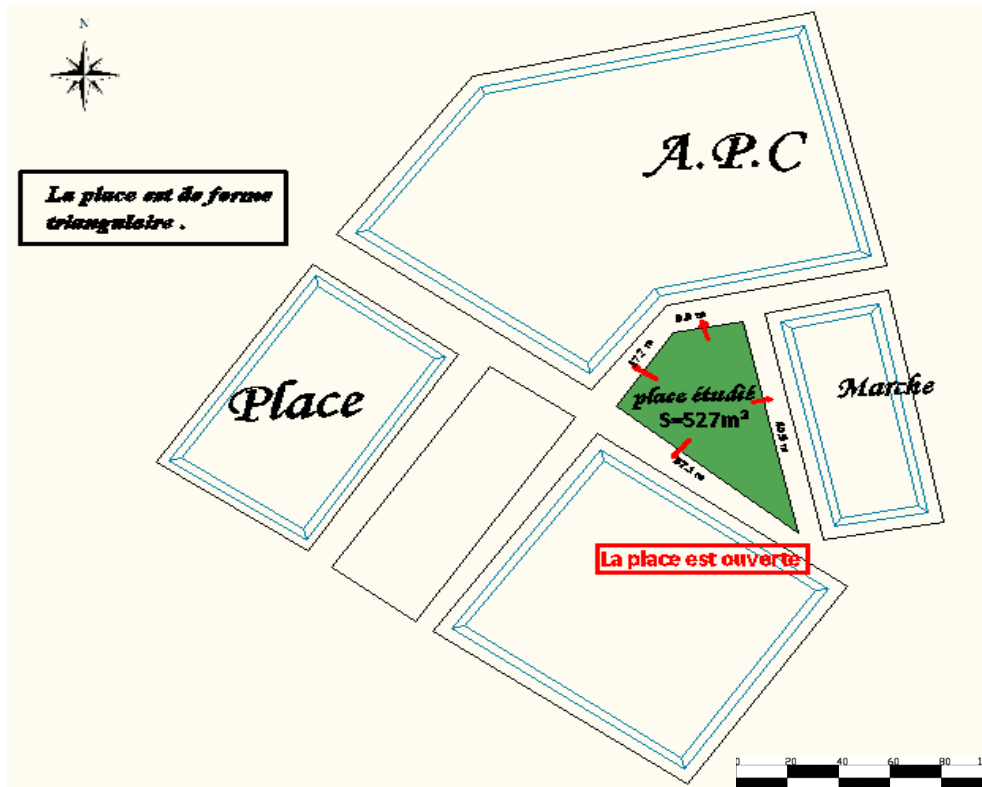 N
A.P.C
La place est de forme
triangulaire .
Place
Marche
place étudié
S=527m²
La place est ouverte
0 20 40 60 80